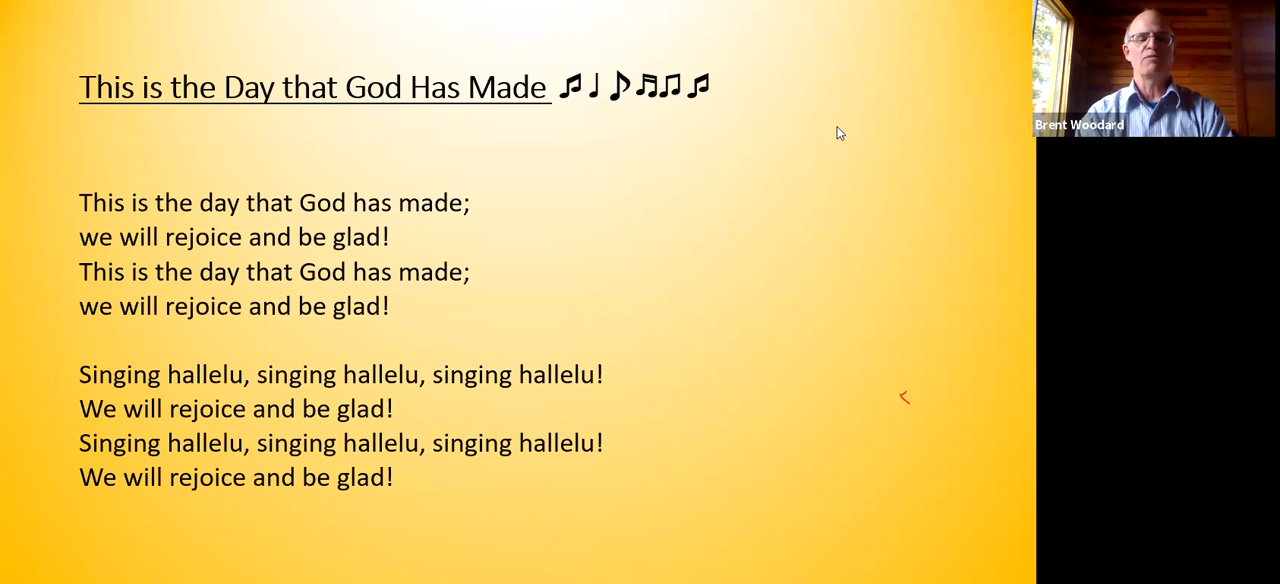 This is the Day that God Has Made ♫ ♩ ♪ ♬ ♫ ♫
This is the day that God has made;
we will rejoice and be glad!
This is the day that God has made;
we will rejoice and be glad!
Singing hallelu, singing hallelu, singing hallelu!
We will rejoice and be glad!
Singing hallelu, singing hallelu, singing hallelu!
We will rejoice and be glad!
Brent Woodard